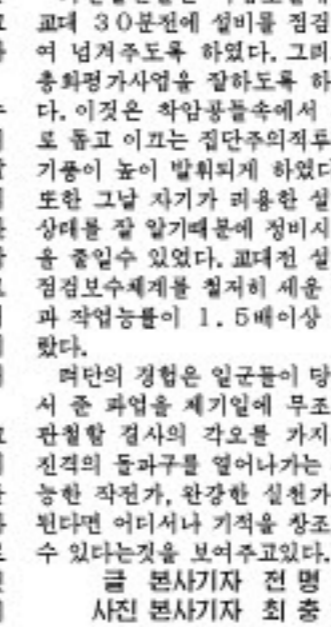 교대 30분전에 설비를 점검
여 넘겨주도록 하였다. 그리
총화평가사업을 잘하도록 하
다. 이것은 착암공들속에서
로 돕고 이끄는 집단주의적투
기풍이 높이 발휘되게 하였다
또한 그날 자기가 리용한 설
상태를 잘 알기때문에 정비시
을 줄일수 있었다. 교대전 설
점검보수체계를 철저히 세운
과 작업능률이 1.5배이상
랐다.
려단의 경험은 일군들이 당
서 준 과업을 제기일에 무조
관철할 결사의 각오를 가지
진격의 돌파구를 열어나가는
능한 작전가, 완강한 실천가
된다면 어디서나 기적을 창조
수 있다는것을 보여주고있다.
글 본사기자 전명
사진 본사기자 최충